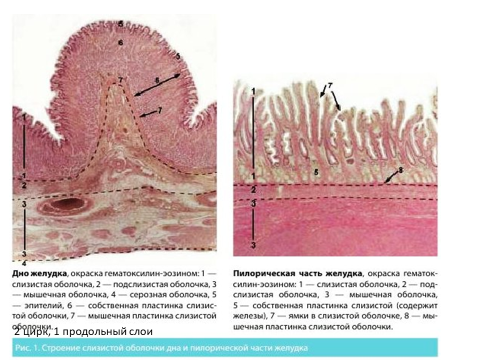 5
6
5
7
8
7
1
1
2
3
3
4
7
1
5
8
1
2
3
3
Дно желудка, окраска гематоксилин-эозином: 1 —
слизистая оболочка, 2 — подслизистая оболочка, 3
— мышечная оболочка, 4 — серозная оболочка, 5
— эпителий, 6 — собственная пластинка слизис-
той оболочки, 7 — мышечная пластинка слизистой
оболочки.
2 цирк, 1 продольный слои
Пилорическая часть желудка, окраска гематок-
силин-эозином: 1 — слизистая оболочка, 2 — под-
слизистая оболочка, 3 — мышечная оболочка,
5 — собственная пластинка слизистой (содержит
железы), 7 — ямки в слизистой оболочке, 8 — мы-
шечная пластинка слизистой оболочки.
Рис. 1. Строение слизистой оболочки дна и пилорической части желудка